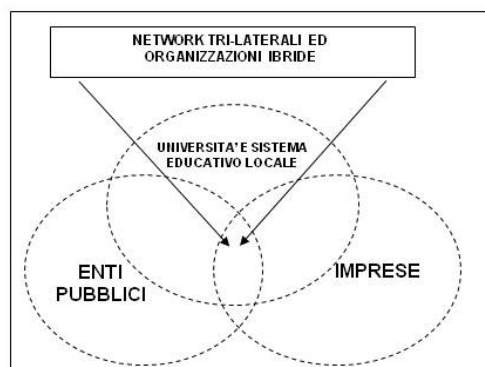 NETWORK TRI-LATERALI ED
ORGANIZZAZIONI IBRIDE
UNIVERSITA' E SISTEMA
EDUCATIVO LOCALE
ENTI
PUBBLICI
IMPRESE